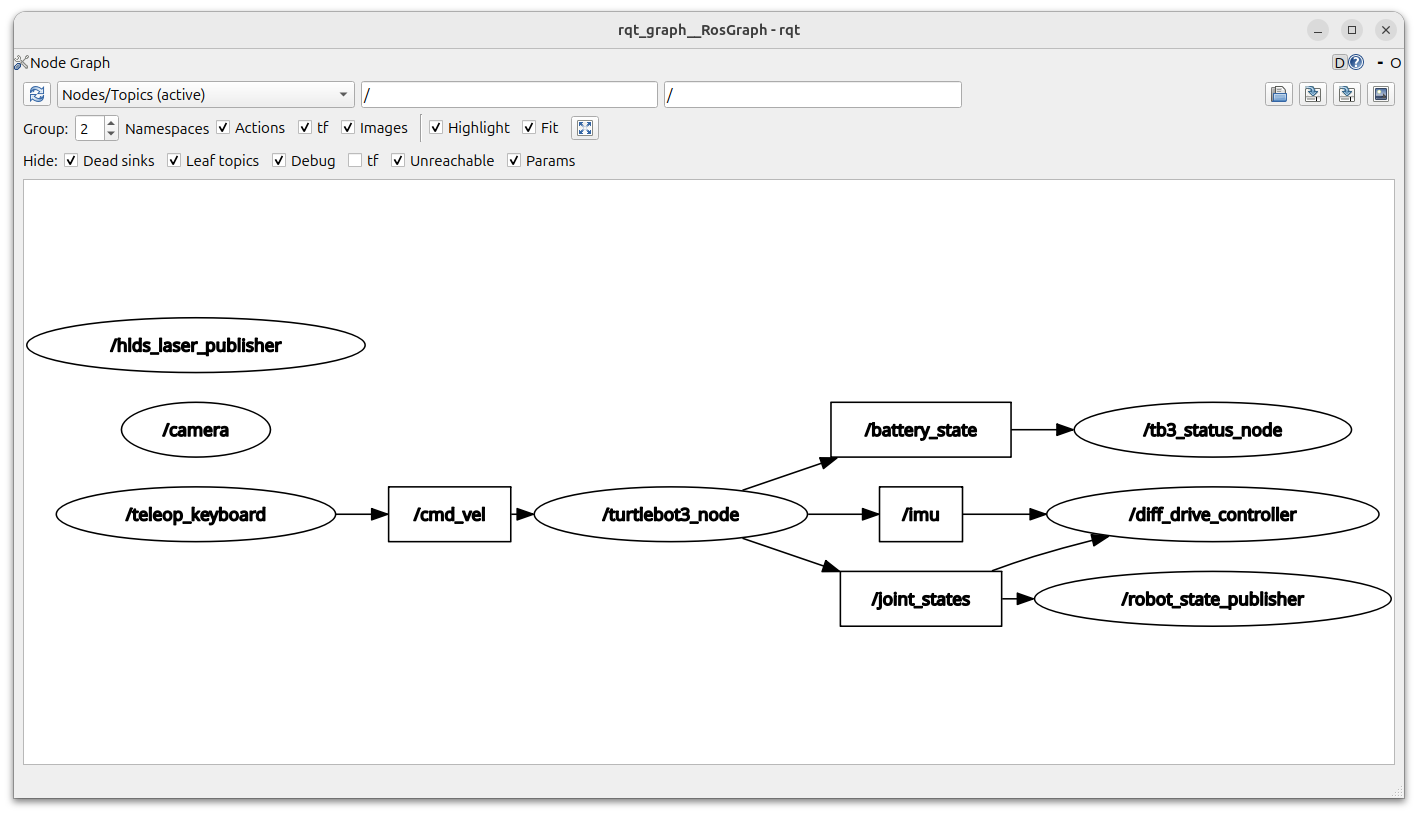 rqt_graph__RosGraph - rqt
Node Graph
D
- O
Nodes/Topics (active)
/
/
Group: 2 Namespaces Actions tf Images Highlight Fit
Hide: Dead sinks Leaf topics Debug tf Unreachable Params
/hlds_laser_publisher
/camera
/battery_state
/tb3_status_node
/teleop_keyboard
/cmd_vel
/turtlebot3_node
/imu
/diff_drive_controller
/joint_states
/robot_state_publisher